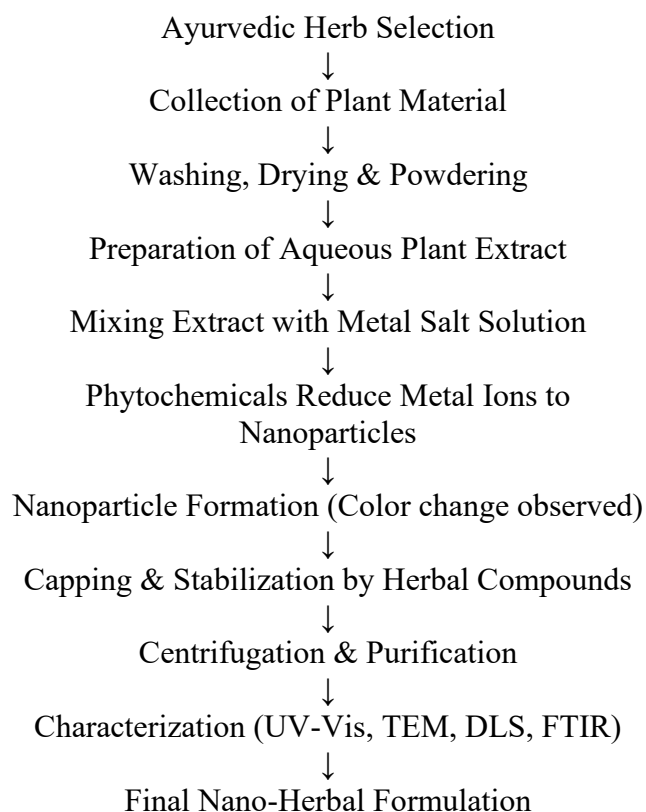 Ayurvedic Herb Selection
↓
Collection of Plant Material
↓
Washing, Drying & Powdering
↓
Preparation of Aqueous Plant Extract
↓
Mixing Extract with Metal Salt Solution
↓
Phytochemicals Reduce Metal Ions to
Nanoparticles
↓
Nanoparticle Formation (Color change observed)
↓
Capping & Stabilization by Herbal Compounds
↓
Centrifugation & Purification
↓
Characterization (UV-Vis, TEM, DLS, FTIR)
↓
Final Nano-Herbal Formulation